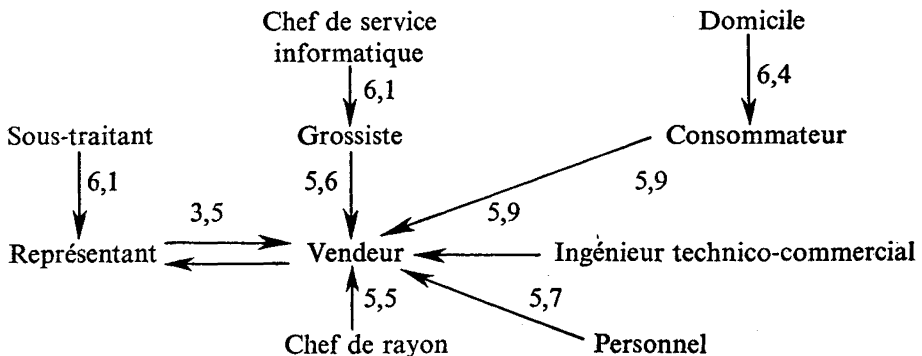 Chef de service
informatique
Domicile
6,1
6,4
Sous-traitant
Grossiste
Consommateur
6,1
5,6
5,9
3,5
5,9
Représentant
Vendeur
Ingénieur technico-commercial
5,5
5,7
Chef de rayon
Personnel